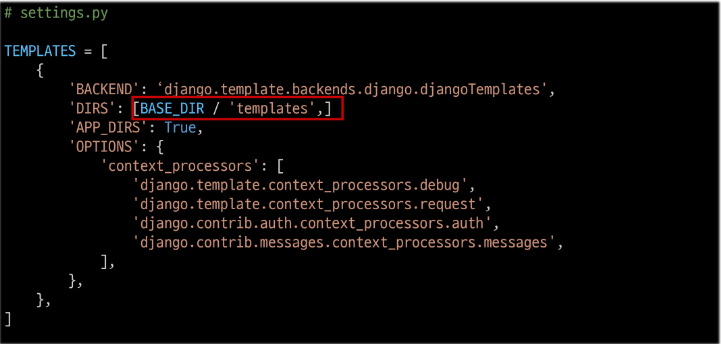 # settings.py
TEMPLATES = [
{
'BACKEND': ‘django.template.backends.django.djangoTemplates',
'DIRS': [BASE_DIR / 'templates',]
'APP_DIRS': True,
'OPTIONS': {
'context_processors': [
'django.template.context_processors.debug',
'django.template.context_processors.request',
'django.contrib.auth.context_processors.auth',
'django.contrib.messages.context_processors.messages',
],
},
},
]